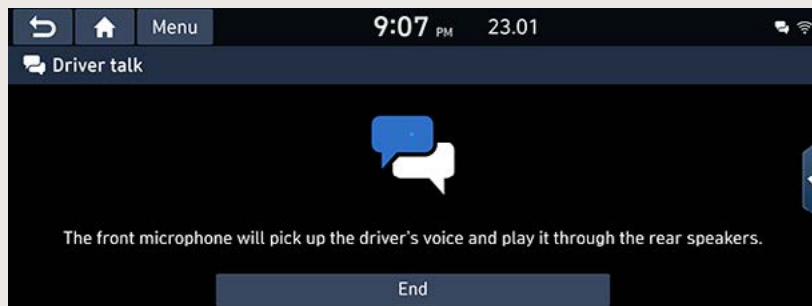 Menu
9:07 PM 23.01
Driver talk
The front microphone will pick up the driver's voice and play it through the rear speakers.
End